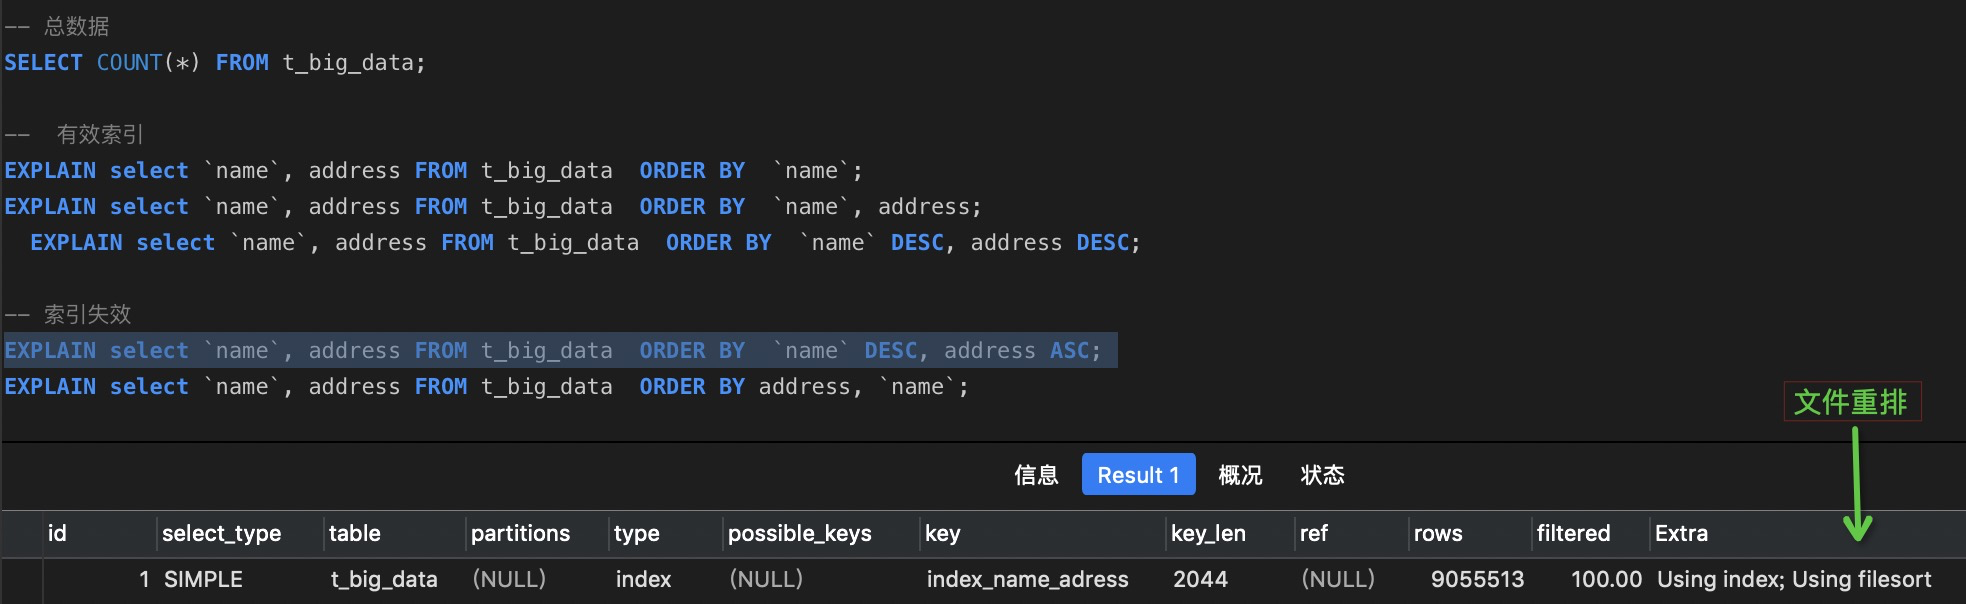 -- 总数据
SELECT COUNT(*) FROM t_big_data;
--  有效索引
EXPLAIN select `name`, address FROM t_big_data  ORDER BY  `name`;
EXPLAIN select `name`, address FROM t_big_data  ORDER BY  `name`, address;
  EXPLAIN select `name`, address FROM t_big_data  ORDER BY  `name` DESC, address DESC;
-- 索引失效
EXPLAIN select `name`, address FROM t_big_data  ORDER BY  `name` DESC, address ASC;
EXPLAIN select `name`, address FROM t_big_data  ORDER BY address, `name`;
文件重排
信息 Result 1 概况 状态
id select_type table partitions type possible_keys key key_len ref rows filtered Extra
1 SIMPLE t_big_data (NULL) index (NULL) index_name_adress 2044 (NULL) 9055513 100.00 Using index; Using filesort